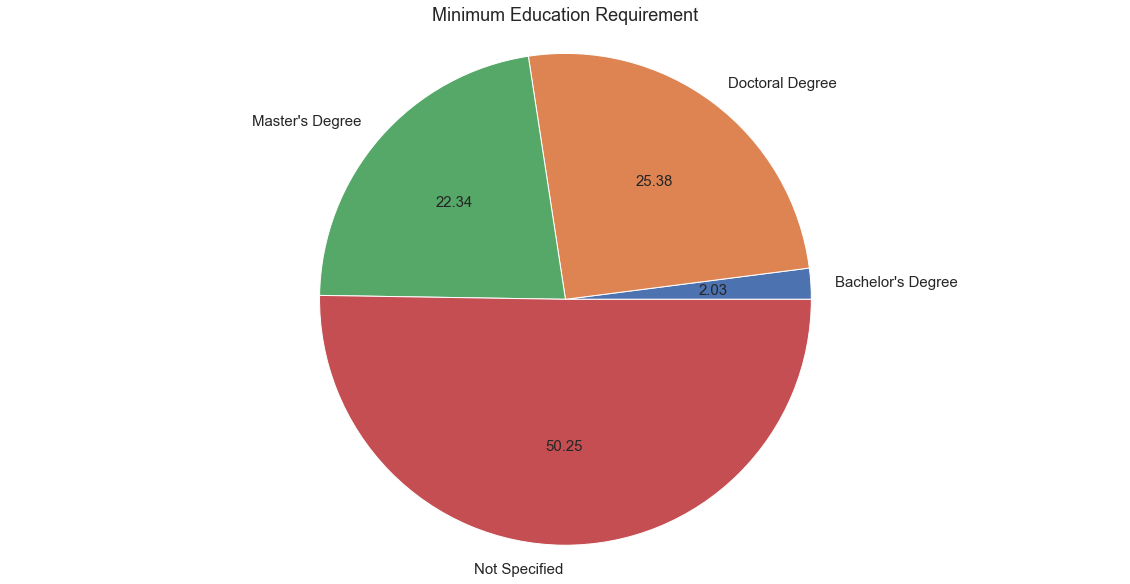 Minimum Education Requirement
Doctoral Degree
Master's Degree
25.38
22.34
Bachelor's Degree
2.03
50.25
Not Specified